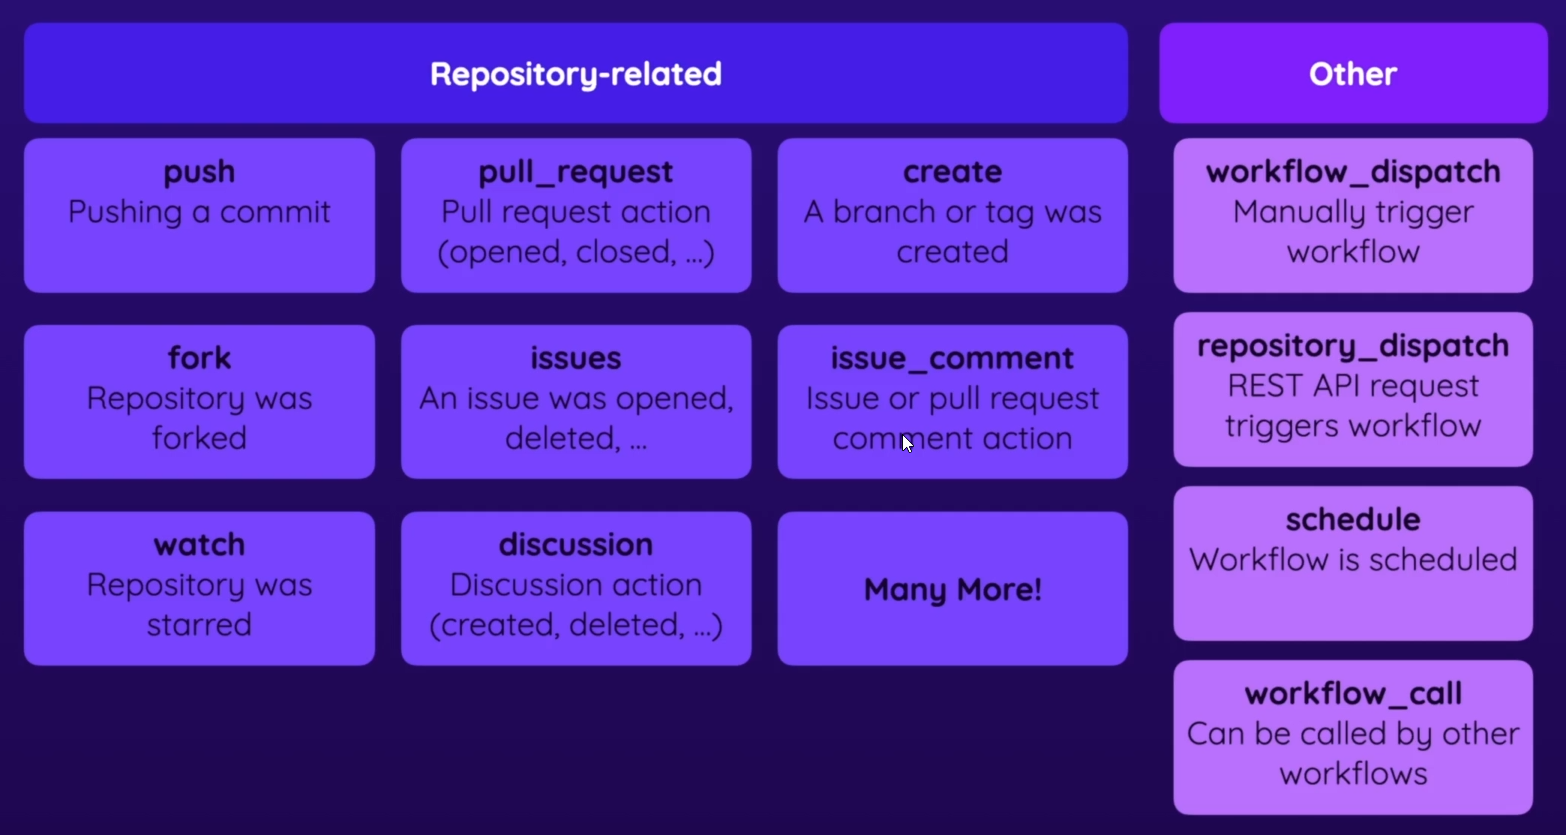 Repository-related
Other
push
Pushing a commit
pull_request
Pull request action
(opened, closed, ...)
create
A branch or tag was
created
workflow_dispatch
Manually trigger
workflow
fork
Repository was
forked
issues
An issue was opened,
deleted, ...
issue_comment
Issue or pull request
comment action
repository_dispatch
REST API request
triggers workflow
watch
Repository was
starred
discussion
Discussion action
(created, deleted, ...)
Many More!
schedule
Workflow is scheduled
workflow_call
Can be called by other
workflows